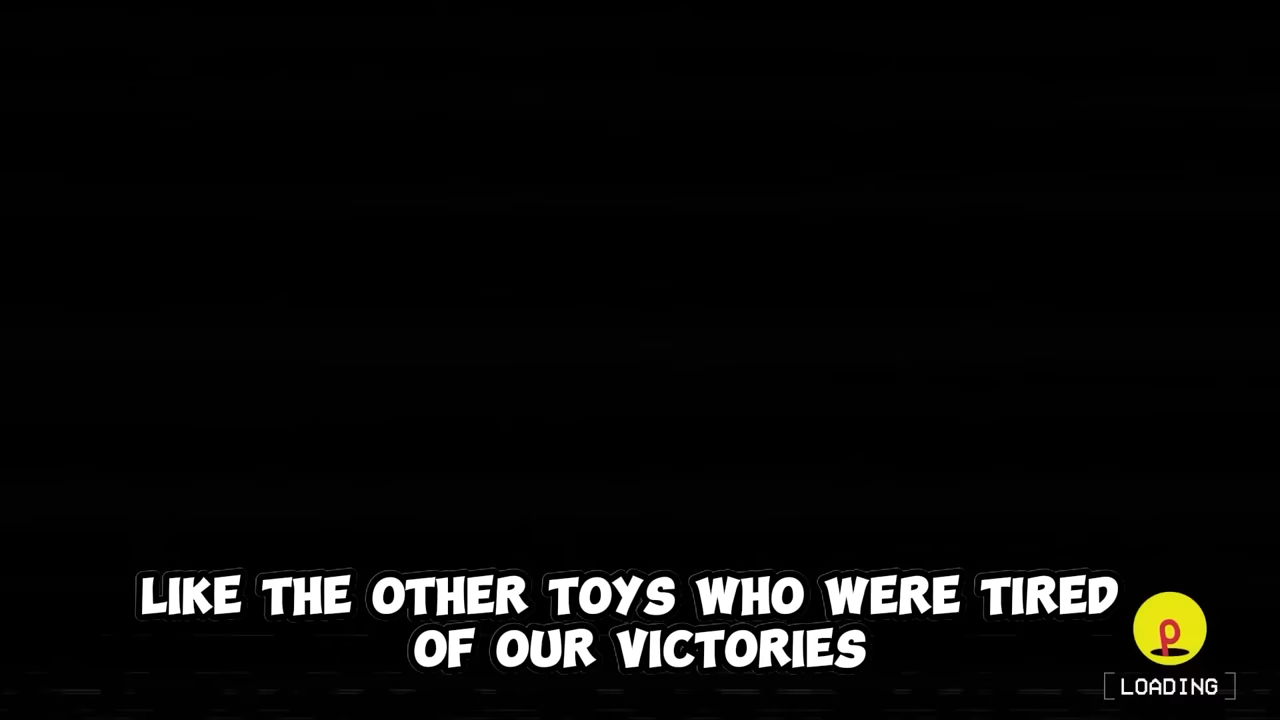 LIKE THE OTHER TOYS WHO WERE TIRED
OF OUR VICTORIES
P
[LOADING]